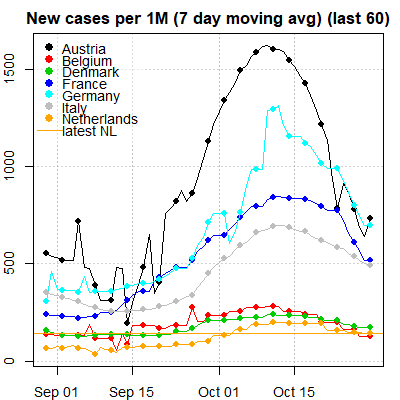 New cases per 1M (7 day moving avg) (last 60)
Austria
Belgium
Denmark
France
Germany
Italy
Netherlands
latest NL
1500
1000
500
0
Sep 01 Sep 15 Oct 01 Oct 15